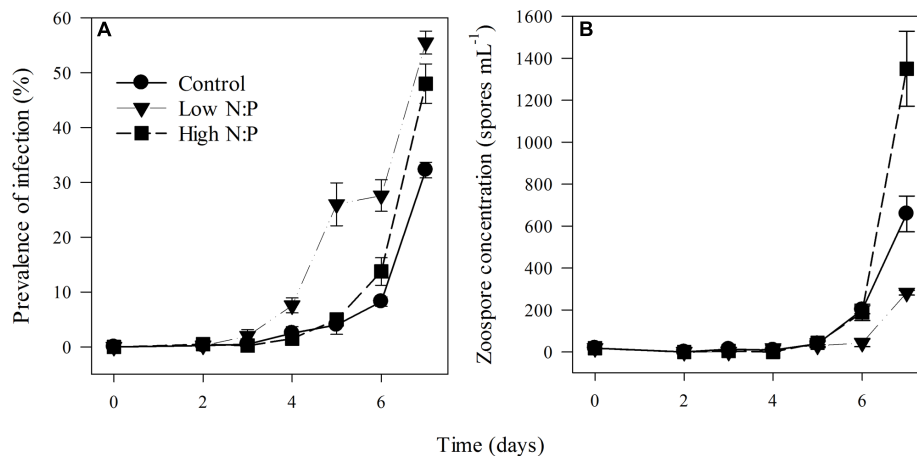 A
Prevalence of infection (%)
60
50
40
30
20
10
0
Control
Low N:P
High N:P
0 2 4 6
B
Zoospore concentration (spores mL⁻¹)
1600
1400
1200
1000
800
600
400
200
0
0 2 4 6
Time (days)